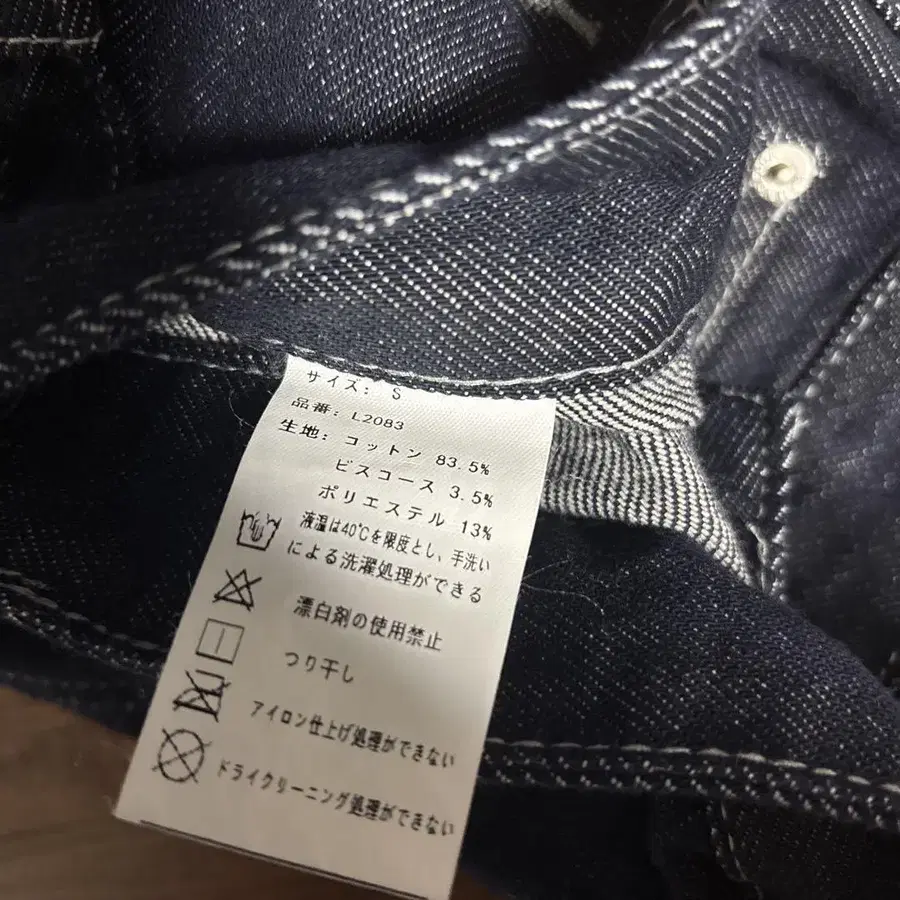 サイズ: S
品番: L2083
生地: コットン 83.5%
ビスコース 3.5%
ポリエステル 13%
液温は40℃を限度とし、手洗い
による洗濯処理ができる
漂白剤の使用禁止
つり干し
アイロン仕上げ処理ができない
ドライクリーニング処理ができない